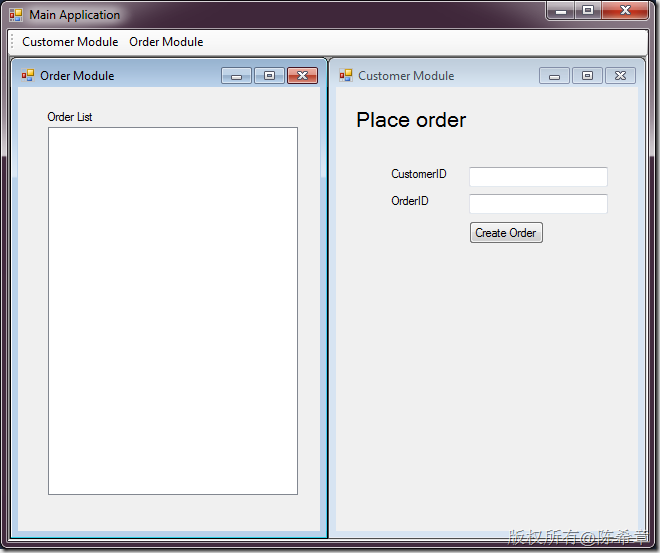 Main Application
Customer Module Order Module
Order Module
Order List
Customer Module
Place order
CustomerID
OrderID
Create Order
版权所有@陈希章